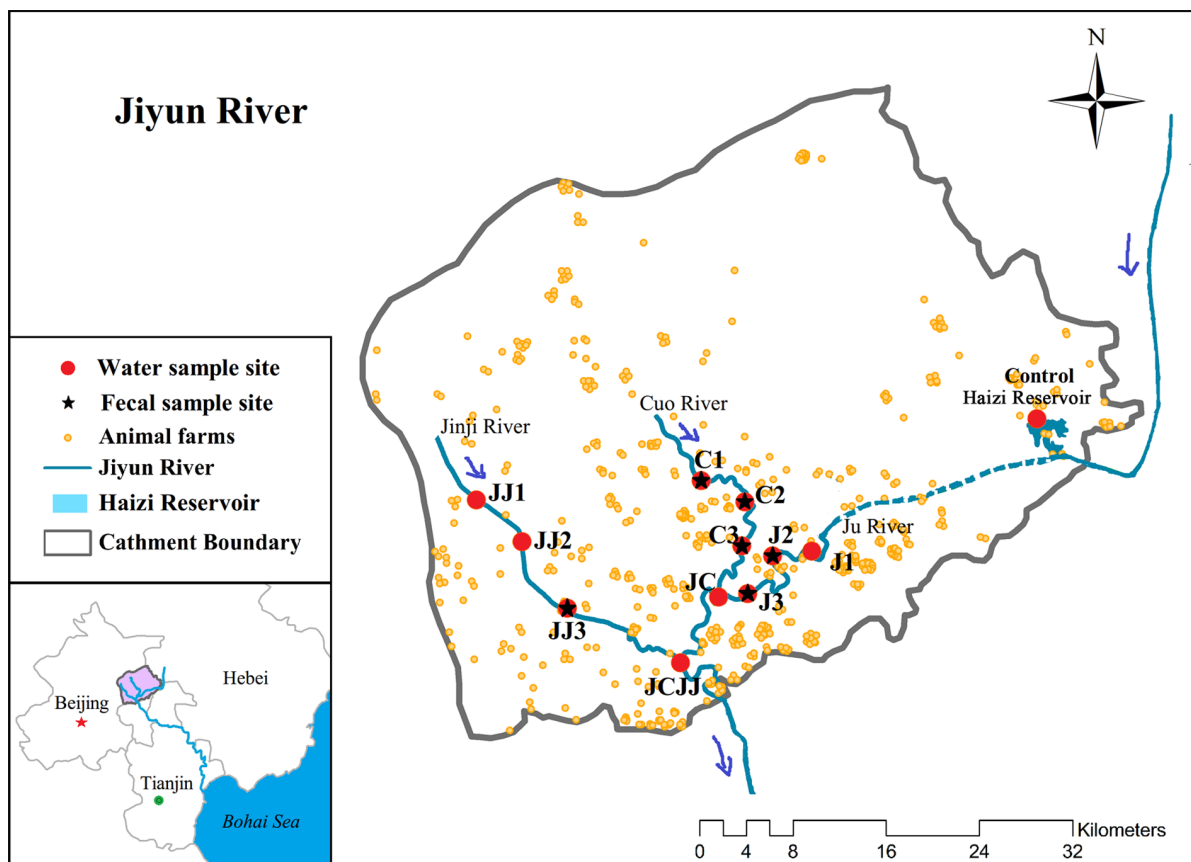 Jiyun River
N
Water sample site
Fecal sample site
Animal farms
Jiyun River
Haizi Reservoir
Cathment Boundary
Control
Haizi Reservoir
Cuo River
Jinji River
C1
C2
JJ1
JJ2
C3
J2
Ju River
J1
JC
J3
JJ3
JCJJ
Hebei
Beijing
Tianjin
Bohai Sea
Kilometers
0 4 8 16 24 32